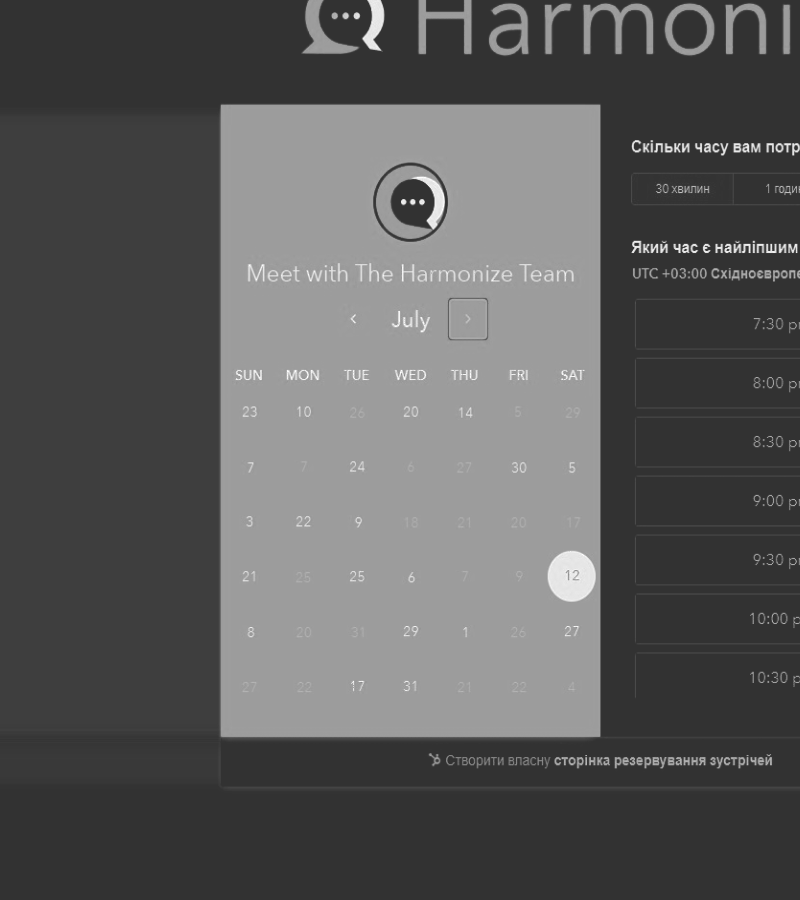 Harmoni
Meet with The Harmonize Team
July
SUN MON TUE WED THU FRI SAT
23 10 26 20 14 5 29
7 7 24 6 27 30 5
3 22 9 18 21 20 17
21 25 25 6 7 9 12
8 20 31 29 1 26 27
27 22 17 31 21 22 4
Скільки часу вам потр
30 хвилин 1 годин
Який час є найліпшим
UTC +03:00 Східноєвропе
7:30 p
8:00 p
8:30 p
9:00 p
9:30 p
10:00 p
10:30 p
Створити власну сторінка резервування зустрічей